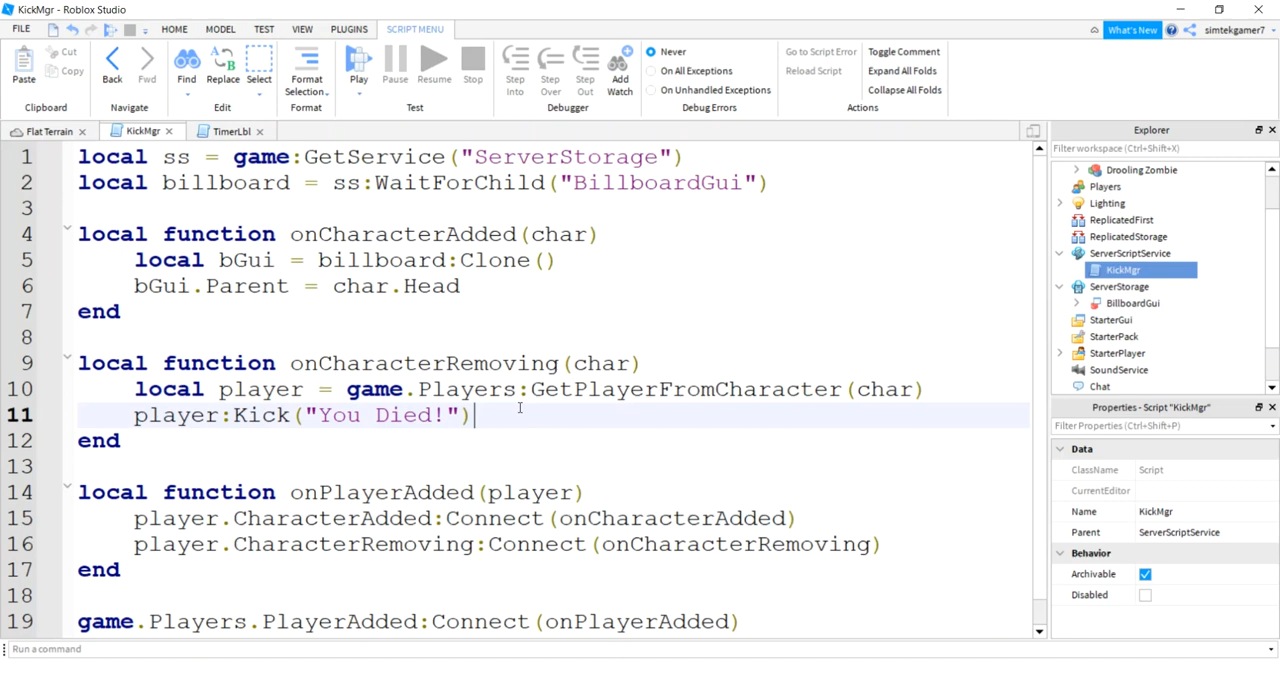 KickMgr - Roblox Studio
FILE HOME MODEL TEST VIEW PLUGINS SCRIPT MENU What's New simtekgamer7
Paste Cut Copy Clipboard
Back Fwd Navigate
Find Replace Select Edit
Format Selection Format
Play Pause Resume Stop Test
Step Into Step Over Step Out Add Watch Debugger
Never
On All Exceptions
On Unhandled Exceptions
Debug Errors
Go to Script Error Toggle Comment
Reload Script Expand All Folds
Collapse All Folds
Actions
Flat Terrain KickMgr TimerLbl
1 local ss = game:GetService("ServerStorage")
2 local billboard = ss:WaitForChild("BillboardGui")
3
4 local function onCharacterAdded(char)
5 local bGui = billboard:Clone()
6 bGui.Parent = char.Head
7 end
8
9 local function onCharacterRemoving(char)
10 local player = game.Players:GetPlayerFromCharacter(char)
11 player:Kick("You Died!")
12 end
13
14 local function onPlayerAdded(player)
15 player.CharacterAdded:Connect(onCharacterAdded)
16 player.CharacterRemoving:Connect(onCharacterRemoving)
17 end
18
19 game.Players.PlayerAdded:Connect(onPlayerAdded)
Explorer
Filter workspace (Ctrl+Shift+X)
Drooling Zombie
Players
Lighting
ReplicatedFirst
ReplicatedStorage
ServerScriptService
KickMgr
ServerStorage
BillboardGui
StarterGui
StarterPack
StarterPlayer
SoundService
Chat
Properties - Script "KickMgr"
Filter Properties (Ctrl+Shift+P)
Data
ClassName Script
CurrentEditor
Name KickMgr
Parent ServerScriptService
Behavior
Archivable
Disabled
Run a command